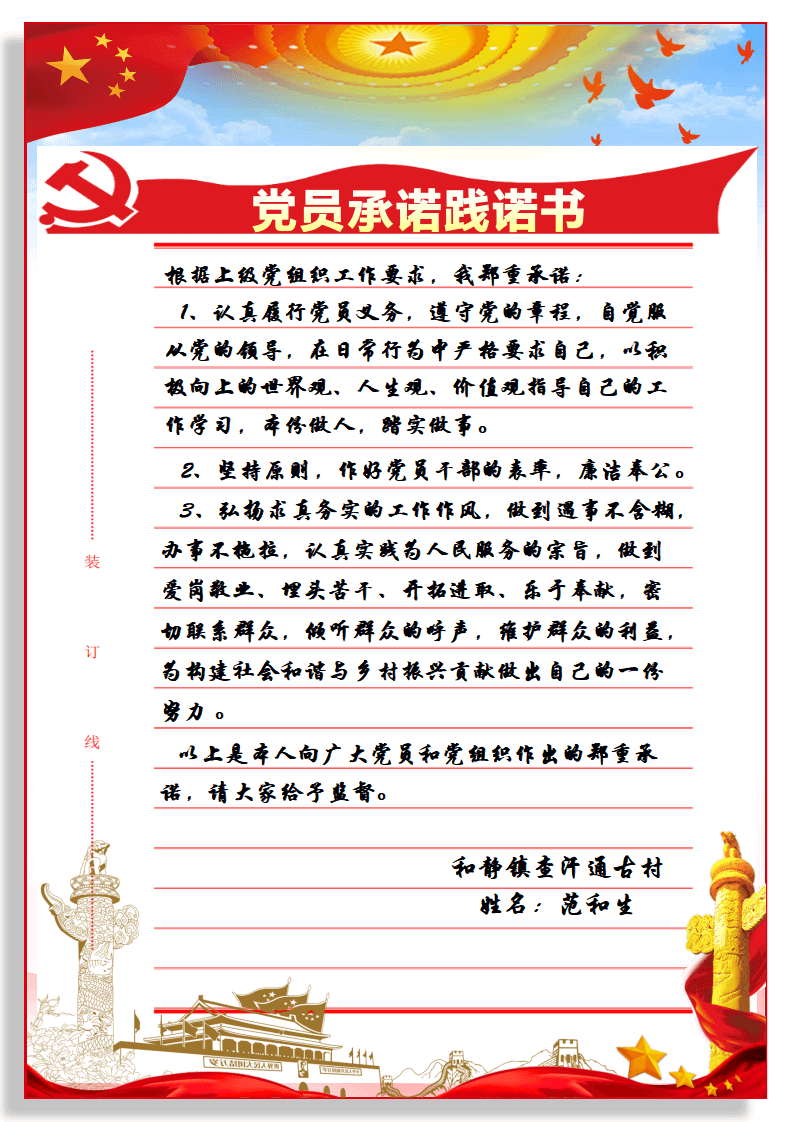 党员承诺践诺书
根据上级党组织工作要求，我郑重承诺：
1、认真履行党员义务，遵守党的章程，自觉服
从党的领导，在日常行为中严格要求自己，以积
极向上的世界观、人生观、价值观指导自己的工
作学习，本份做人，踏实做事。
2、坚持原则，作好党员干部的表率，廉洁奉公。
3、弘扬求真务实的工作作风，做到遇事不含糊，
办事不拖拉，认真实践为人民服务的宗旨，做到
爱岗敬业、埋头苦干、开拓进取、乐于奉献，密
切联系群众，倾听群众的呼声，维护群众的利益，
为构建社会和谐与乡村振兴贡献做出自己的一份
努力。
以上是本人向广大党员和党组织作出的郑重承
诺，请大家给予监督。
和静镇查汗通古村
姓名：范和生
装
订
线